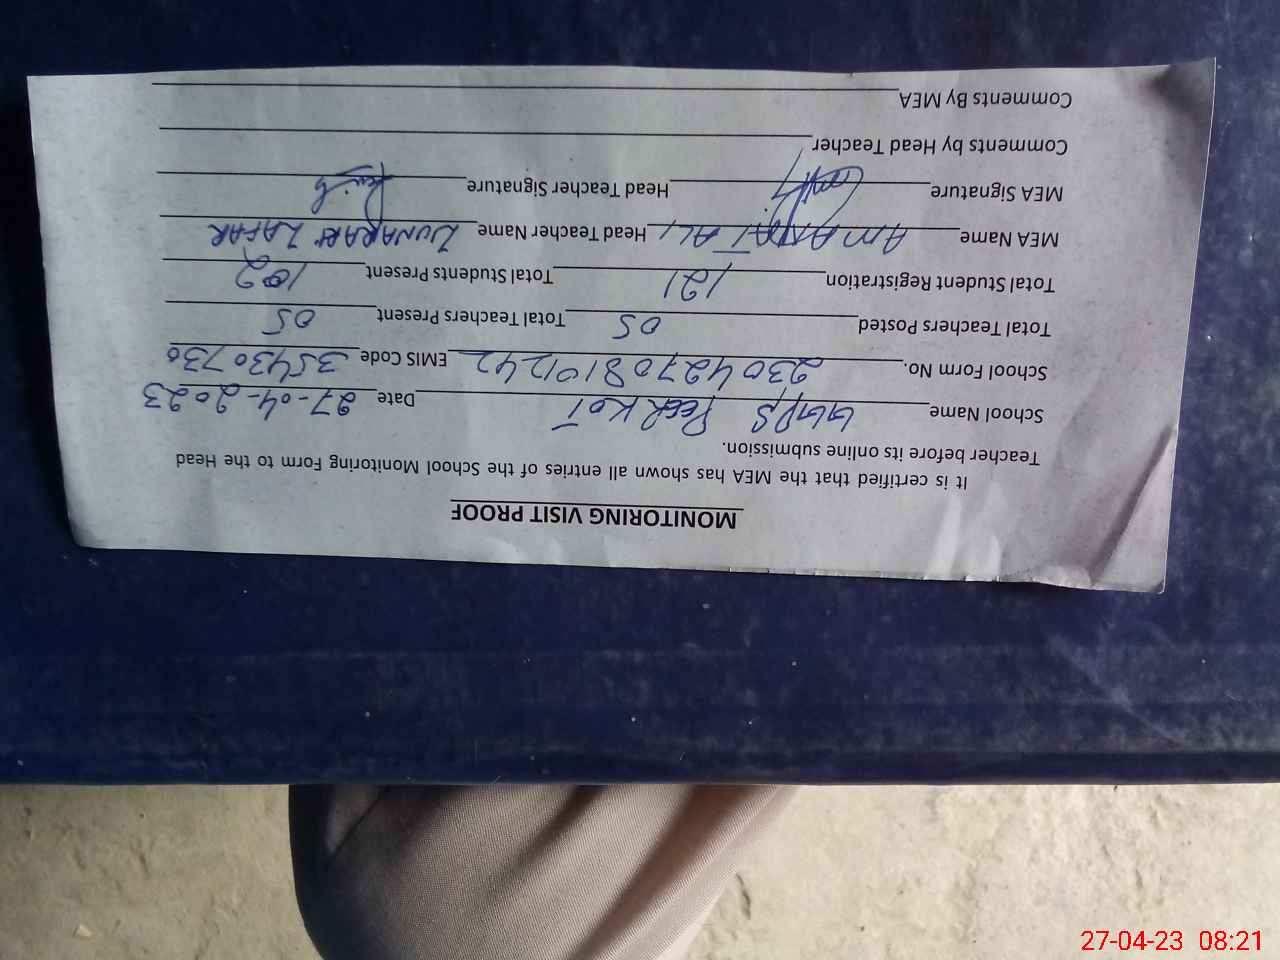 MONITORING VISIT PROOF
It is certified that the MEA has shown all entries of the School Monitoring Form to the Head
Teacher before its online submission.
School Name GGPS PEER KOT Date 27-04-2023
School Form No. EMIS Code 35430730
Total Teachers Posted 05 Total Teachers Present 05
Total Student Registration 121 Total Students Present 102
MEA Name AMANAT ALI Head Teacher Name ZAFAR
MEA Signature Head Teacher Signature
Comments by Head Teacher
Comments By MEA
27-04-23 08:21